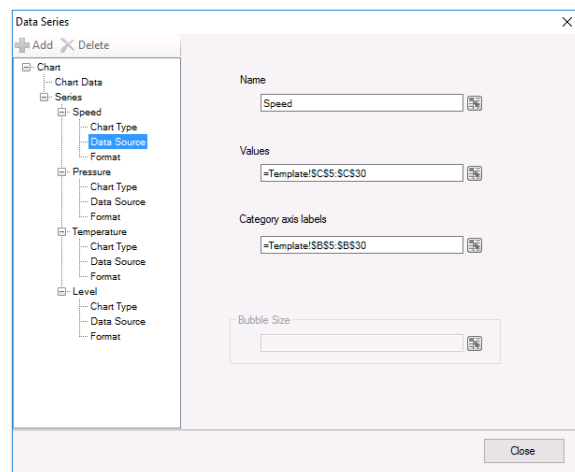 Data Series
Add Delete
Chart
Chart Data
Series
Speed
Chart Type
Data Source
Format
Pressure
Chart Type
Data Source
Format
Temperature
Chart Type
Data Source
Format
Level
Chart Type
Data Source
Format
Name
Speed
Values
=Template!$C$5:$C$30
Category axis labels
=Template!$B$5:$B$30
Bubble Size
Close